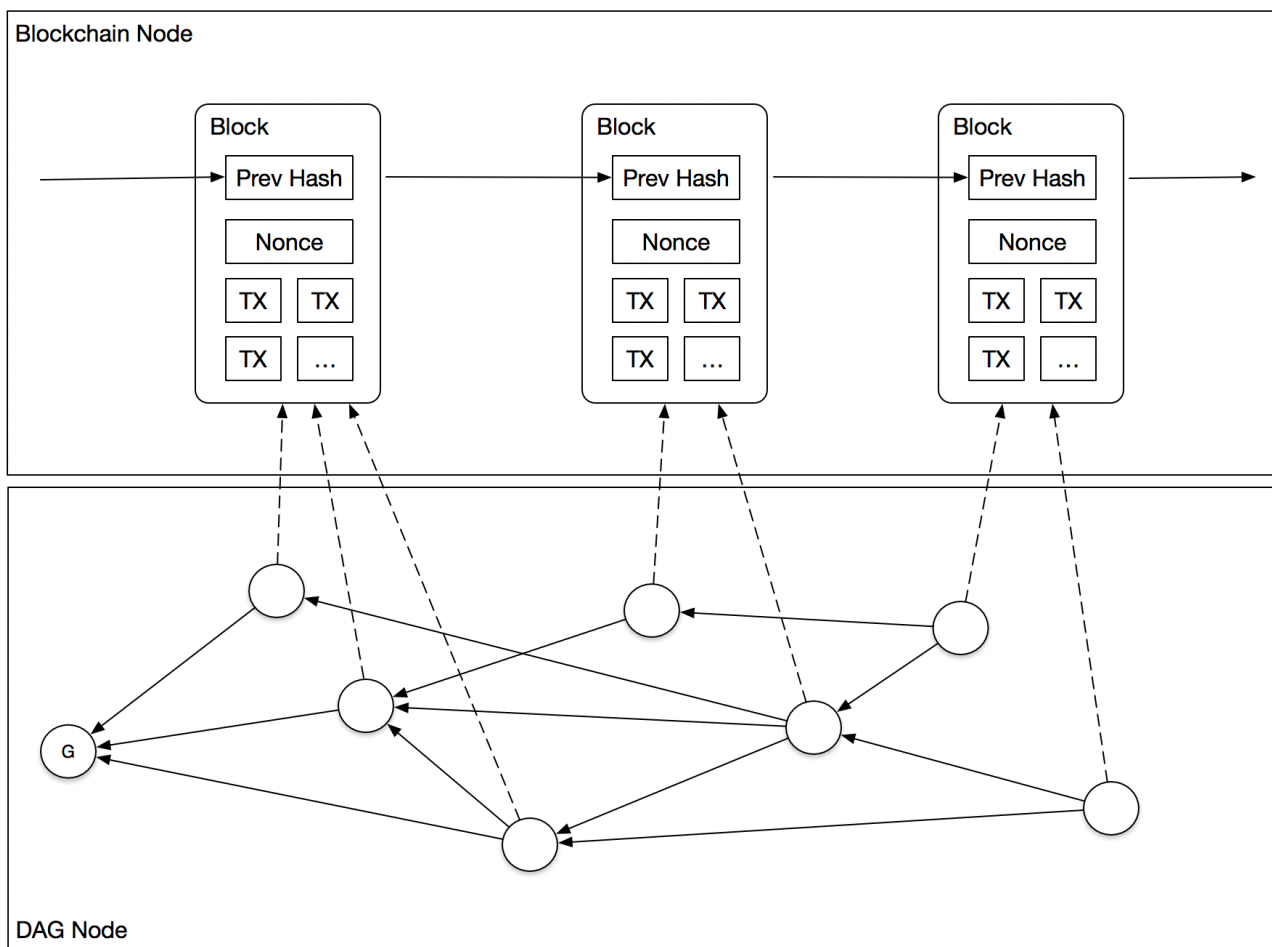 Blockchain Node
Block
Block
Block
Prev Hash
Prev Hash
Prev Hash
Nonce
Nonce
Nonce
TX TX
TX TX
TX TX
TX ...
TX ...
TX ...
G
DAG Node